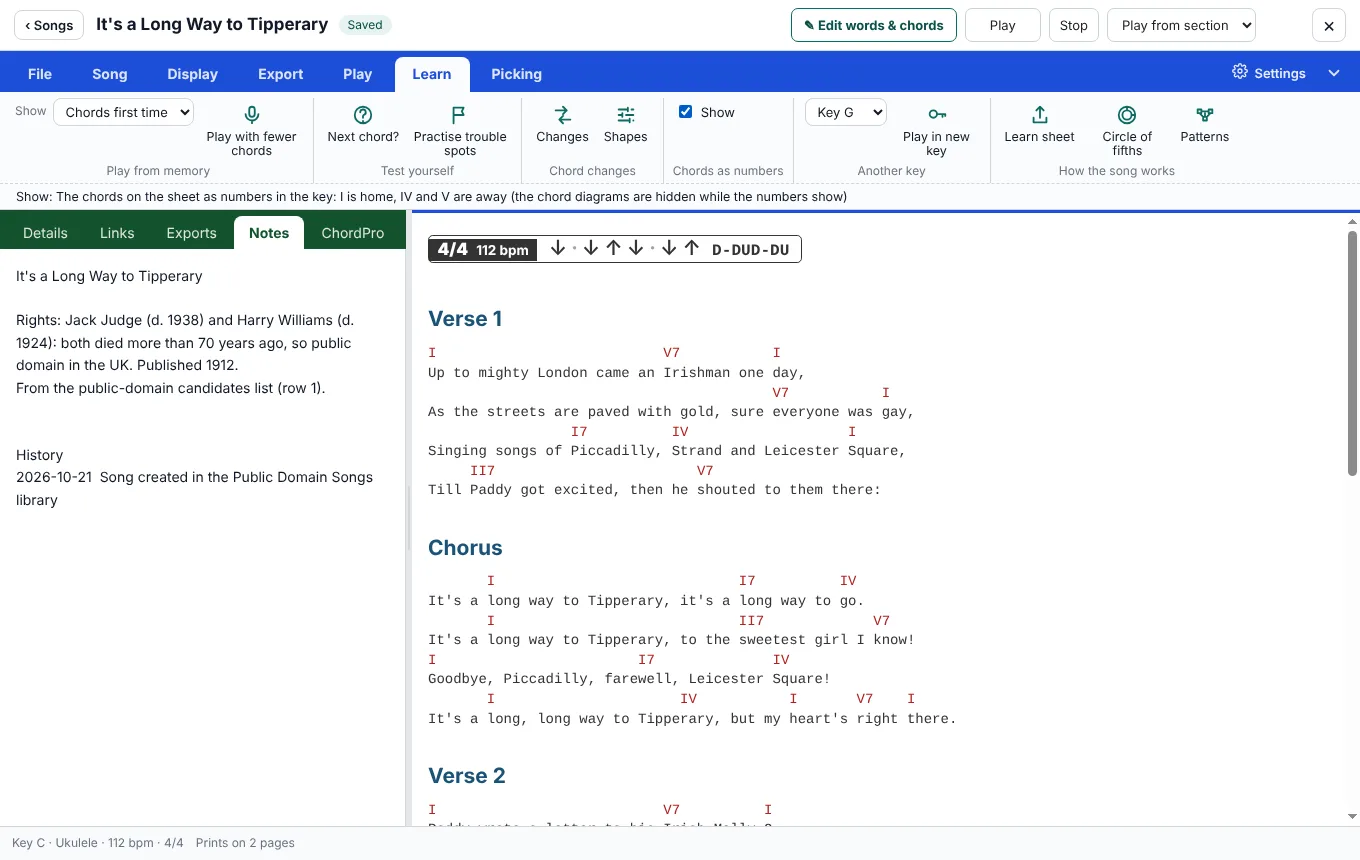 ‹ Songs It's a Long Way to Tipperary Saved ✎ Edit words & chords Play Stop Play from section ✕
File Song Display Export Play Learn Picking Settings
Show Chords first time Play with fewer chords Play from memory
Next chord? Practise trouble spots Test yourself
Changes Shapes Chord changes
Show Chords as numbers
Key G Play in new key Another key
Learn sheet Circle of fifths Patterns How the song works
Show: The chords on the sheet as numbers in the key: I is home, IV and V are away (the chord diagrams are hidden while the numbers show)
Details Links Exports Notes ChordPro
It's a Long Way to Tipperary
Rights: Jack Judge (d. 1938) and Harry Williams (d.
1924): both died more than 70 years ago, so public
domain in the UK. Published 1912.
From the public-domain candidates list (row 1).
History
2026-10-21 Song created in the Public Domain Songs
library
4/4 112 bpm ↓ · ↓ ↑ ↓ · ↓ ↑ D-DUD-DU
Verse 1
I V7 I
Up to mighty London came an Irishman one day,
V7 I
As the streets are paved with gold, sure everyone was gay,
I7 IV I
Singing songs of Piccadilly, Strand and Leicester Square,
II7 V7
Till Paddy got excited, then he shouted to them there:
Chorus
I I7 IV
It's a long way to Tipperary, it's a long way to go.
I II7 V7
It's a long way to Tipperary, to the sweetest girl I know!
I I7 IV
Goodbye, Piccadilly, farewell, Leicester Square!
I IV I V7 I
It's a long, long way to Tipperary, but my heart's right there.
Verse 2
I V7 I
Key C · Ukulele · 112 bpm · 4/4 Prints on 2 pages